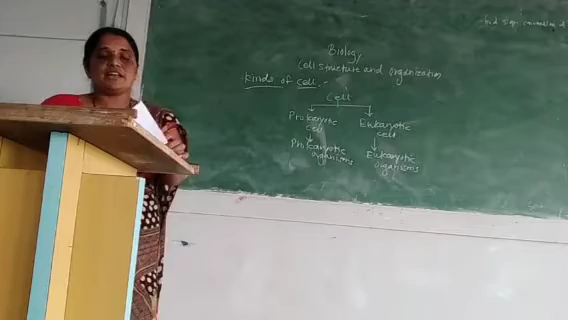 Biology
Cell structure and organization
Kinds of cell -
Cell
Prokaryotic Eukaryotic
cell cell
Prokaryotic Eukaryotic
organisms organisms